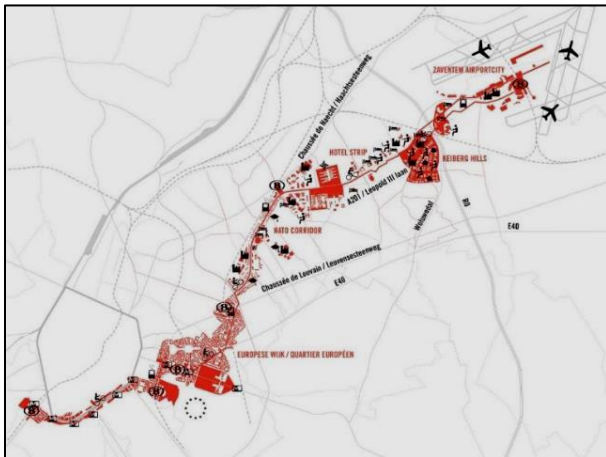 ZAVENTEM AIRPORTCITY
Chaussée de Haecht / Haachtsesteenweg
HOTEL STRIP
KEIBERG HILLS
A201 / Leopold III laan
Woluwedal
R0
E40
NATO CORRIDOR
Chaussée de Louvain / Leuvensesteenweg
E40
EUROPESE WIJK / QUARTIER EUROPÉEN
B
B
B
B
B
B